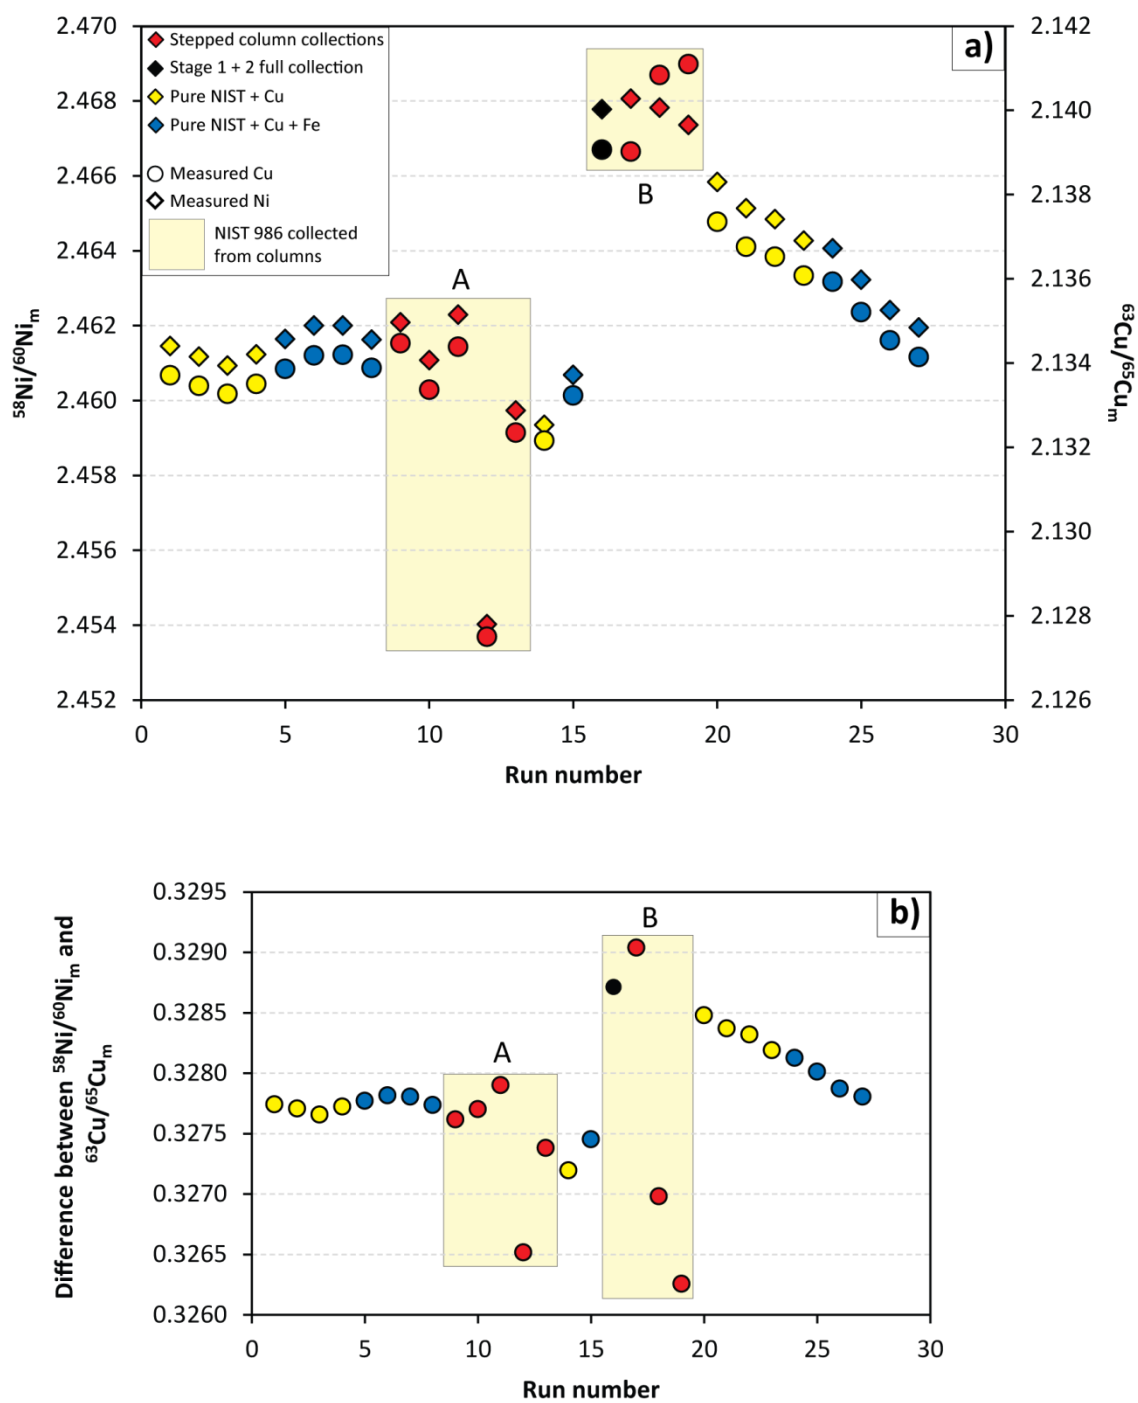 2.470
2.468
2.466
2.464
2.462
2.460
2.458
2.456
2.454
2.452
⁵⁸Ni/⁶⁰Niₘ
Stepped column collections
Stage 1 + 2 full collection
Pure NIST + Cu
Pure NIST + Cu + Fe
Measured Cu
Measured Ni
NIST 986 collected
from columns
a)
A
B
2.142
2.140
2.138
2.136
2.134
2.132
2.130
2.128
2.126
⁶³Cu/⁶⁵Cuₘ
0 5 10 15 20 25 30
Run number
0.3295
0.3290
0.3285
0.3280
0.3275
0.3270
0.3265
0.3260
Difference between ⁵⁸Ni/⁶⁰Niₘ and
⁶³Cu/⁶⁵Cuₘ
b)
A
B
0 5 10 15 20 25 30
Run number